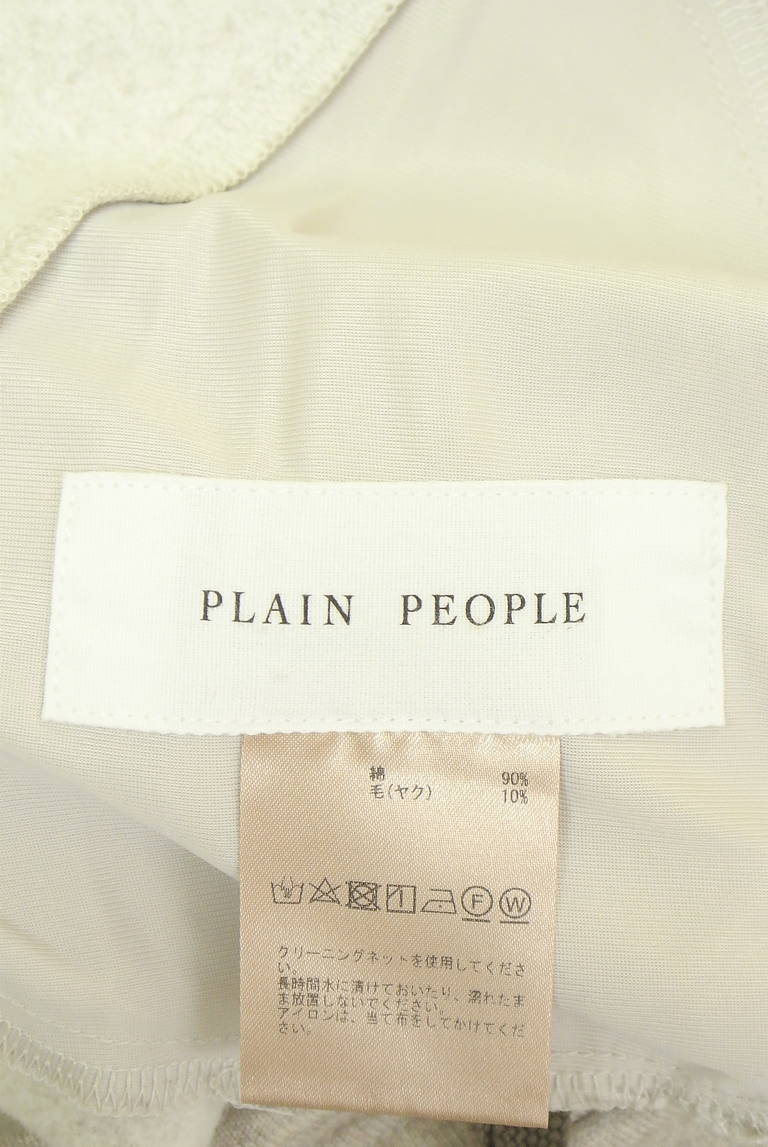 PLAIN PEOPLE
綿 90%
毛(ヤク) 10%
F W
クリーニングネットを使用してくださ
い。
長時間水に漬けておいたり、濡れたま
ま放置しないでください。
アイロンは、当て布をしてかけてくだ
さい。